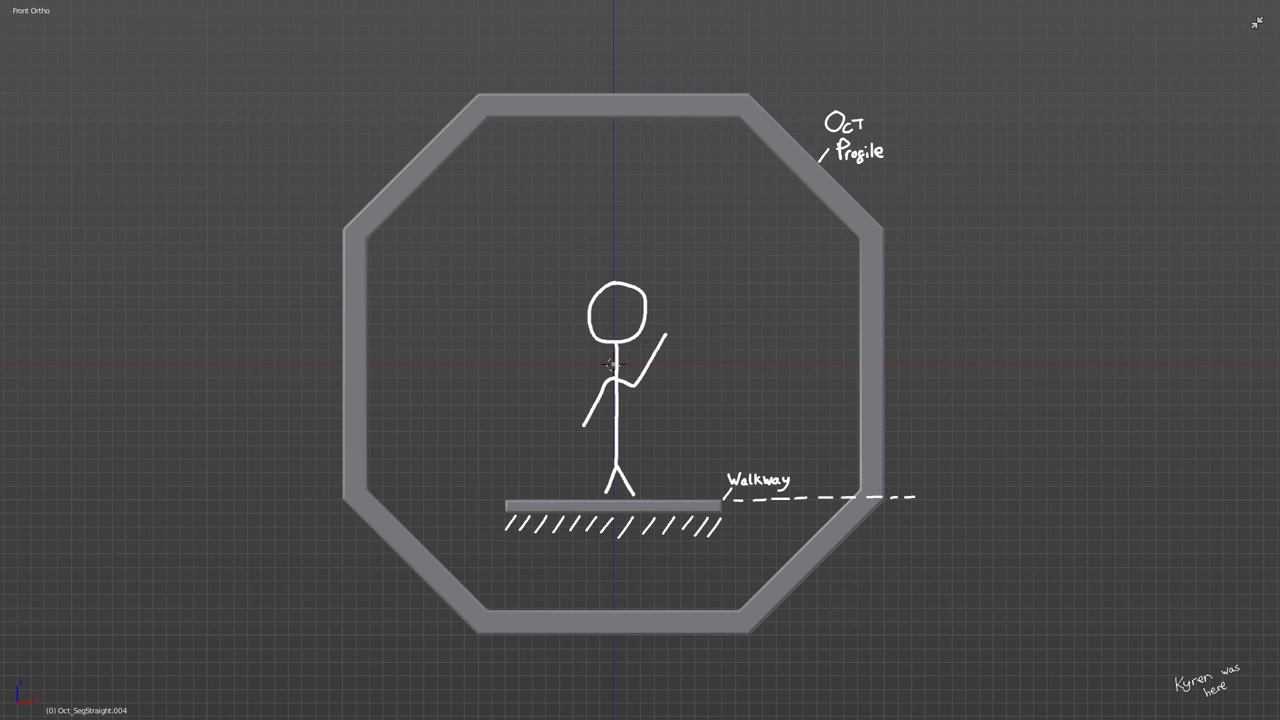 Front Ortho
OCT
Profile
Walkway
Kyren was
here
z
(0) Oct_SegStraight.004